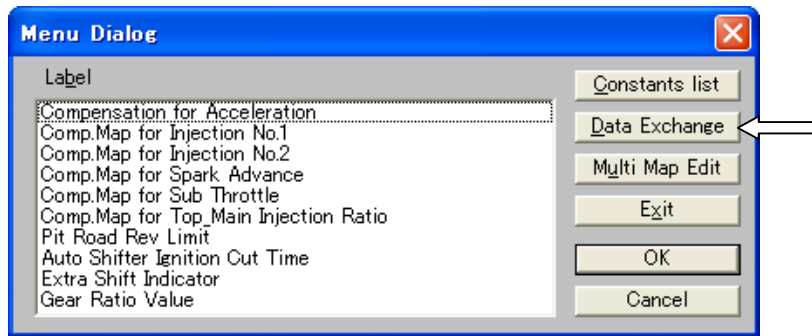 Menu Dialog
Label
Compensation for Acceleration
Comp.Map for Injection No.1
Comp.Map for Injection No.2
Comp.Map for Spark Advance
Comp.Map for Sub Throttle
Comp.Map for Top_Main Injection Ratio
Pit Road Rev Limit
Auto Shifter Ignition Cut Time
Extra Shift Indicator
Gear Ratio Value
Constants list
Data Exchange
Multi Map Edit
Exit
OK
Cancel